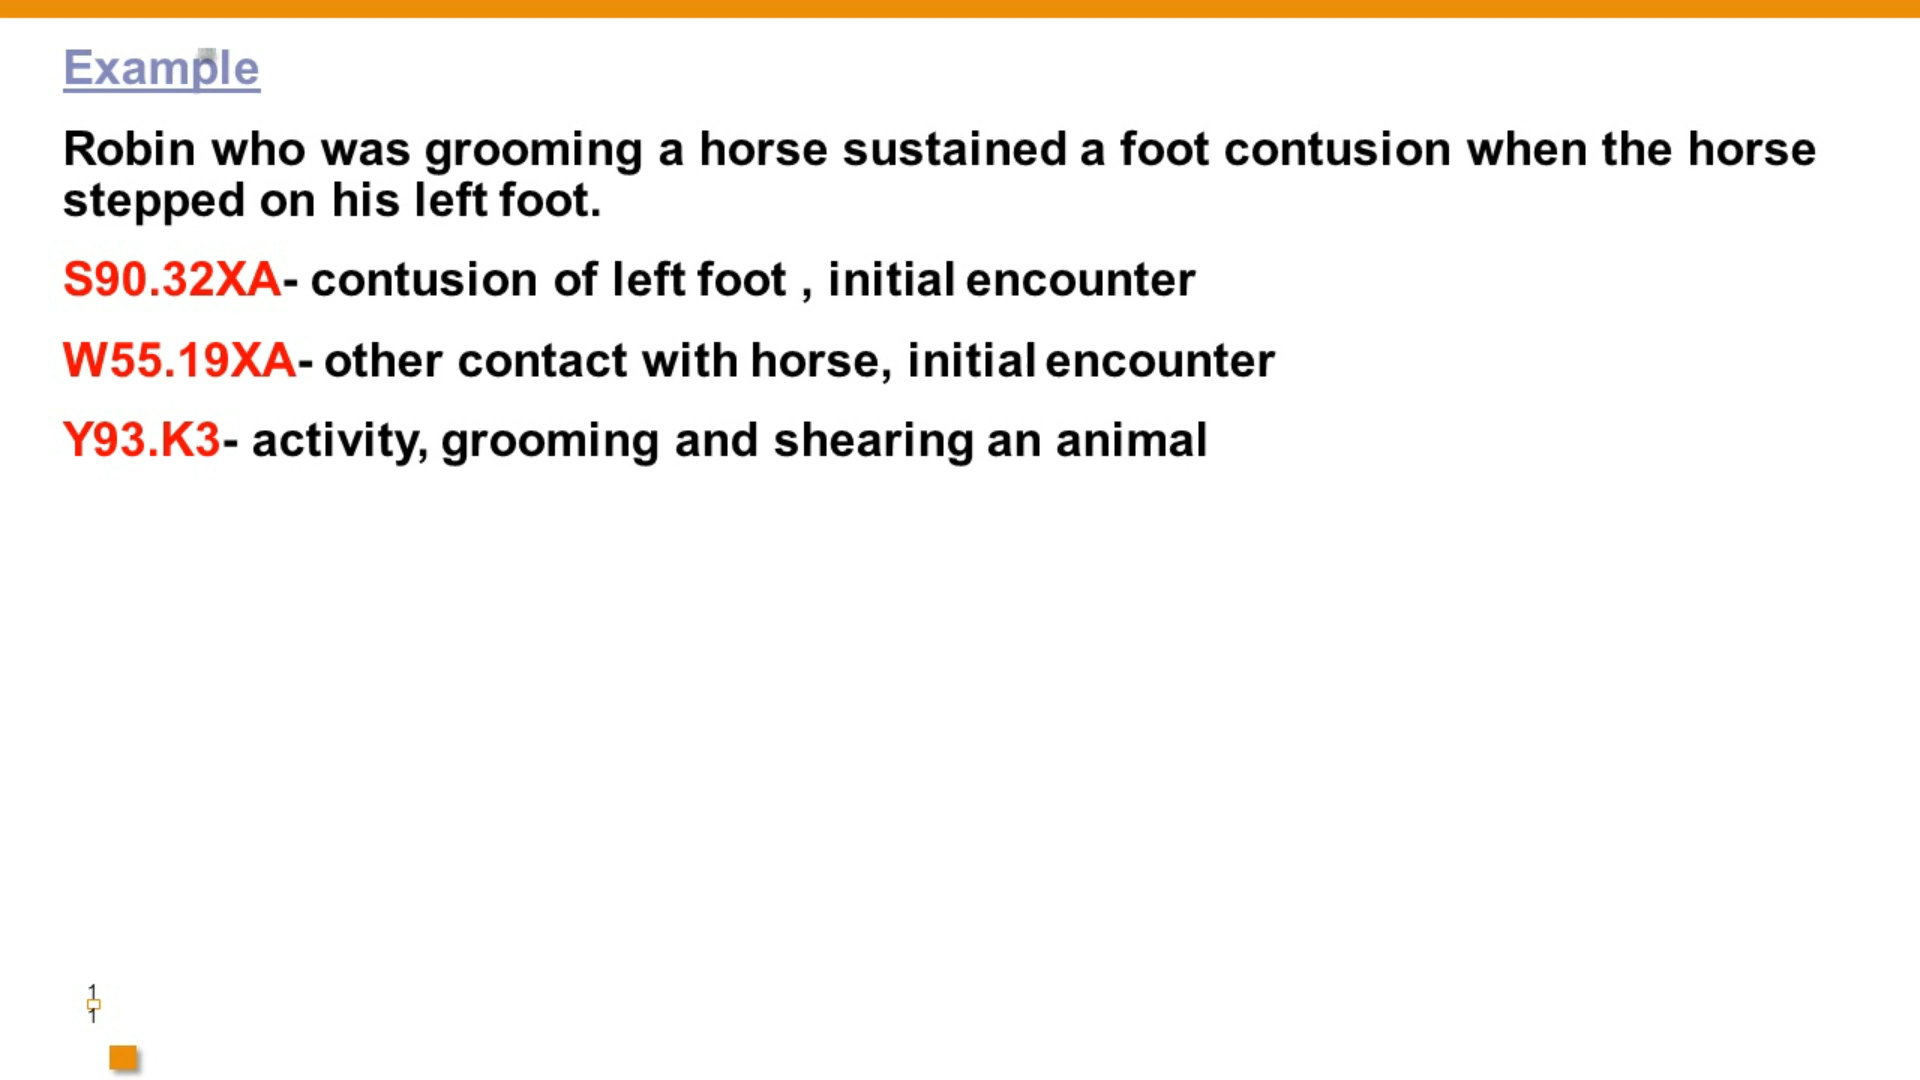 Example
Robin who was grooming a horse sustained a foot contusion when the horse
stepped on his left foot.
S90.32XA- contusion of left foot , initial encounter
W55.19XA- other contact with horse, initial encounter
Y93.K3- activity, grooming and shearing an animal
1
1